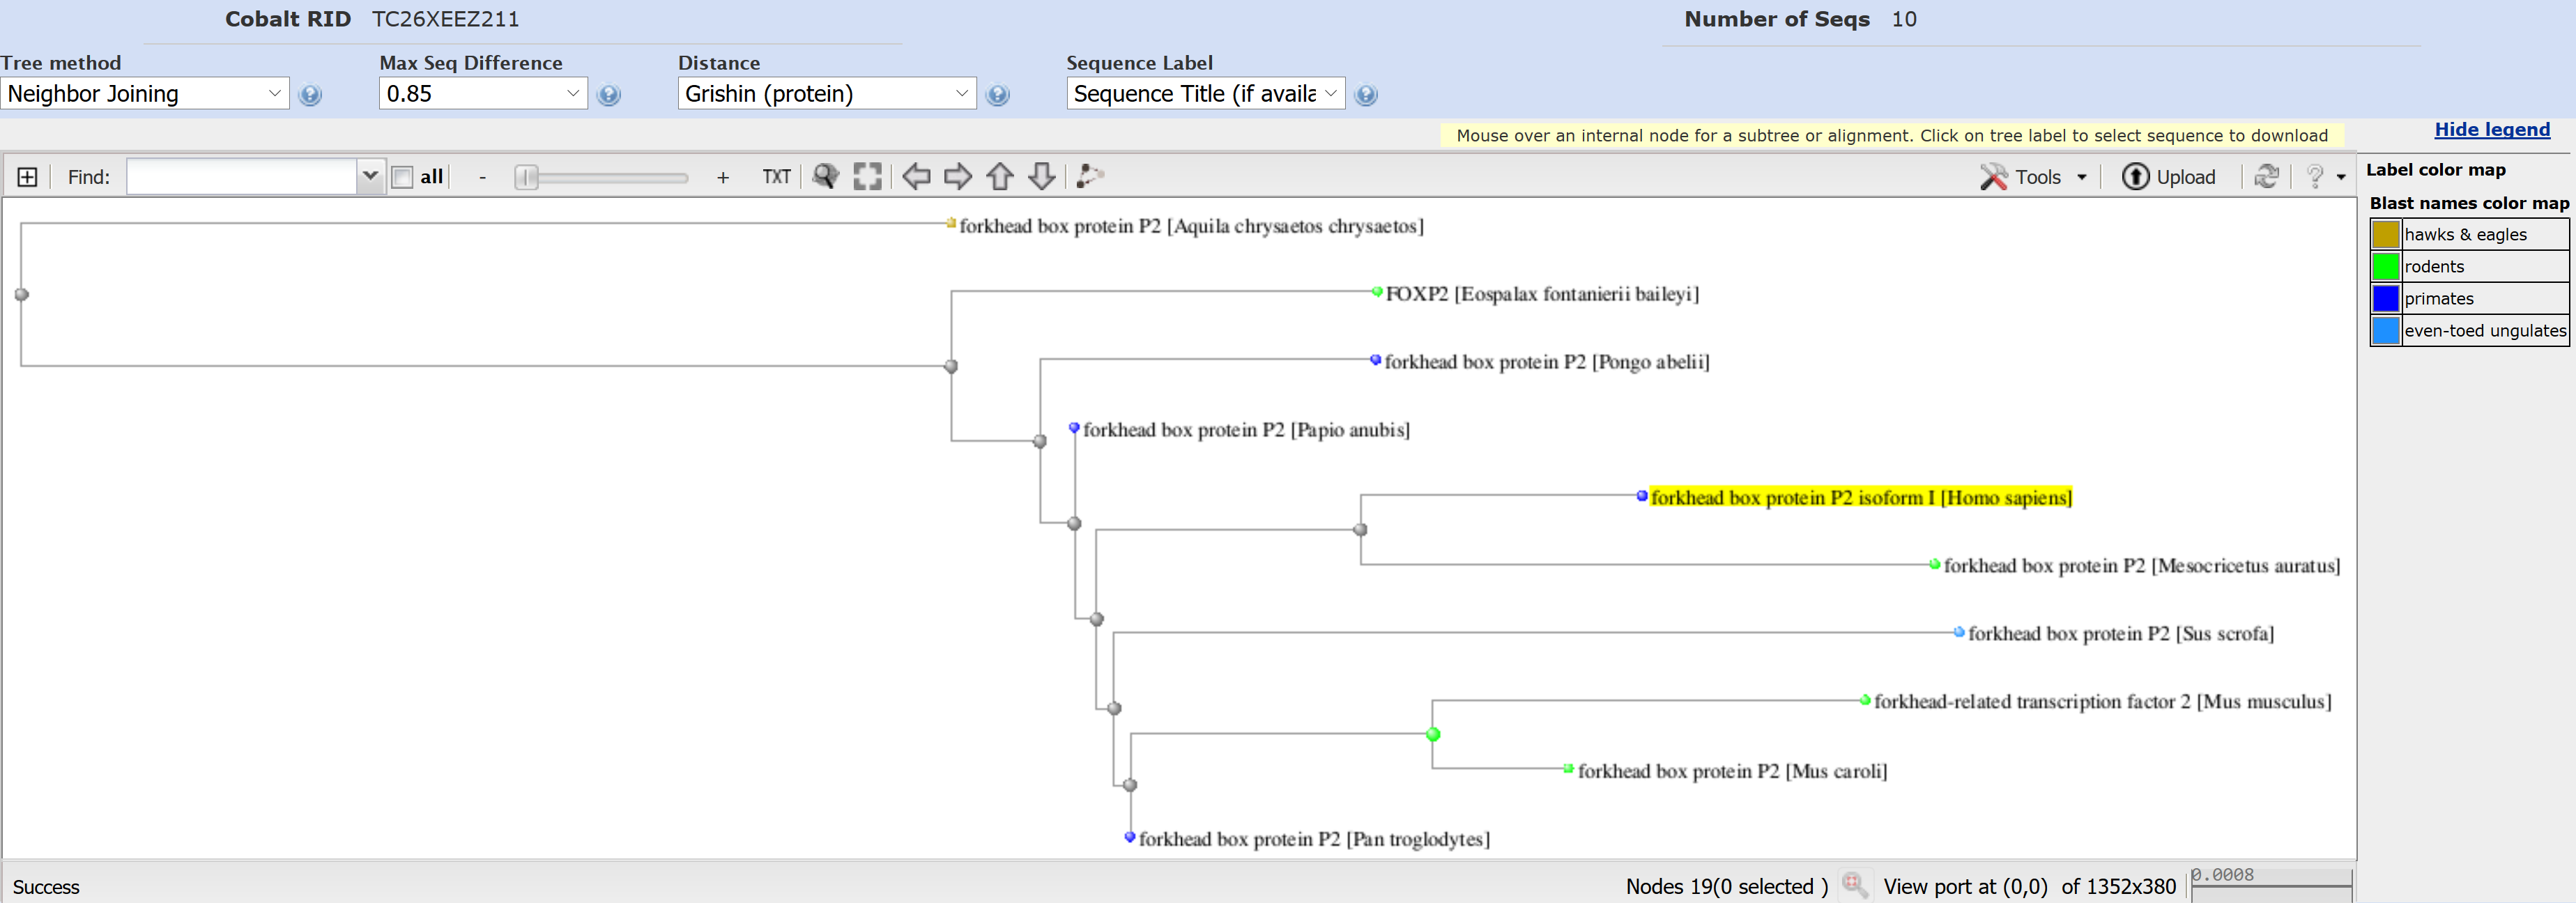 Cobalt RID TC26XEEZ211 Number of Seqs 10
Tree method Max Seq Difference Distance Sequence Label
Neighbor Joining 0.85 Grishin (protein) Sequence Title (if availa
Mouse over an internal node for a subtree or alignment. Click on tree label to select sequence to download Hide legend
Find: all - + TXT Tools Upload ?
Label color map
Blast names color map
hawks & eagles
rodents
primates
even-toed ungulates
forkhead box protein P2 [Aquila chrysaetos chrysaetos]
FOXP2 [Eospalax fontanierii baileyi]
forkhead box protein P2 [Pongo abelii]
forkhead box protein P2 [Papio anubis]
forkhead box protein P2 isoform I [Homo sapiens]
forkhead box protein P2 [Mesocricetus auratus]
forkhead box protein P2 [Sus scrofa]
forkhead-related transcription factor 2 [Mus musculus]
forkhead box protein P2 [Mus caroli]
forkhead box protein P2 [Pan troglodytes]
Success Nodes 19(0 selected ) View port at (0,0) of 1352x380 0.0008